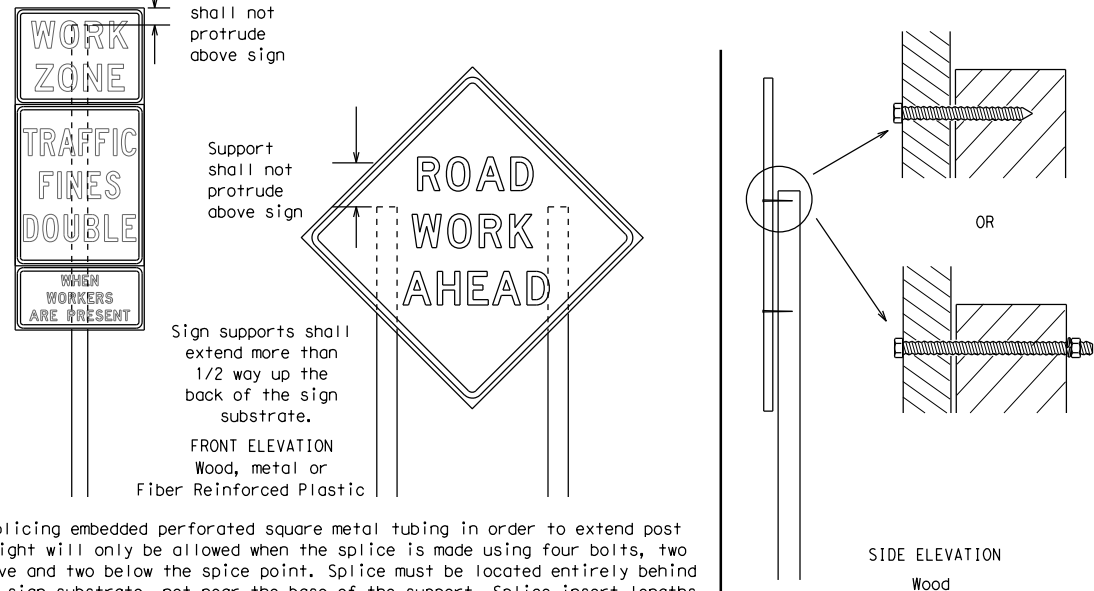 shall not
protrude
above sign
WORK
ZONE
TRAFFIC
FINES
DOUBLE
WHEN
WORKERS
ARE PRESENT
Support
shall not
protrude
above sign
ROAD
WORK
AHEAD
Sign supports shall
extend more than
1/2 way up the
back of the sign
substrate.
FRONT ELEVATION
Wood, metal or
Fiber Reinforced Plastic
OR
SIDE ELEVATION
Wood
embedded perforated square metal tubing in order to extend post
will only be allowed when the splice is made using four bolts, two
and two below the spice point. Splice must be located entirely behind
sign substrate, not near the base of the support. Splice insert lengths